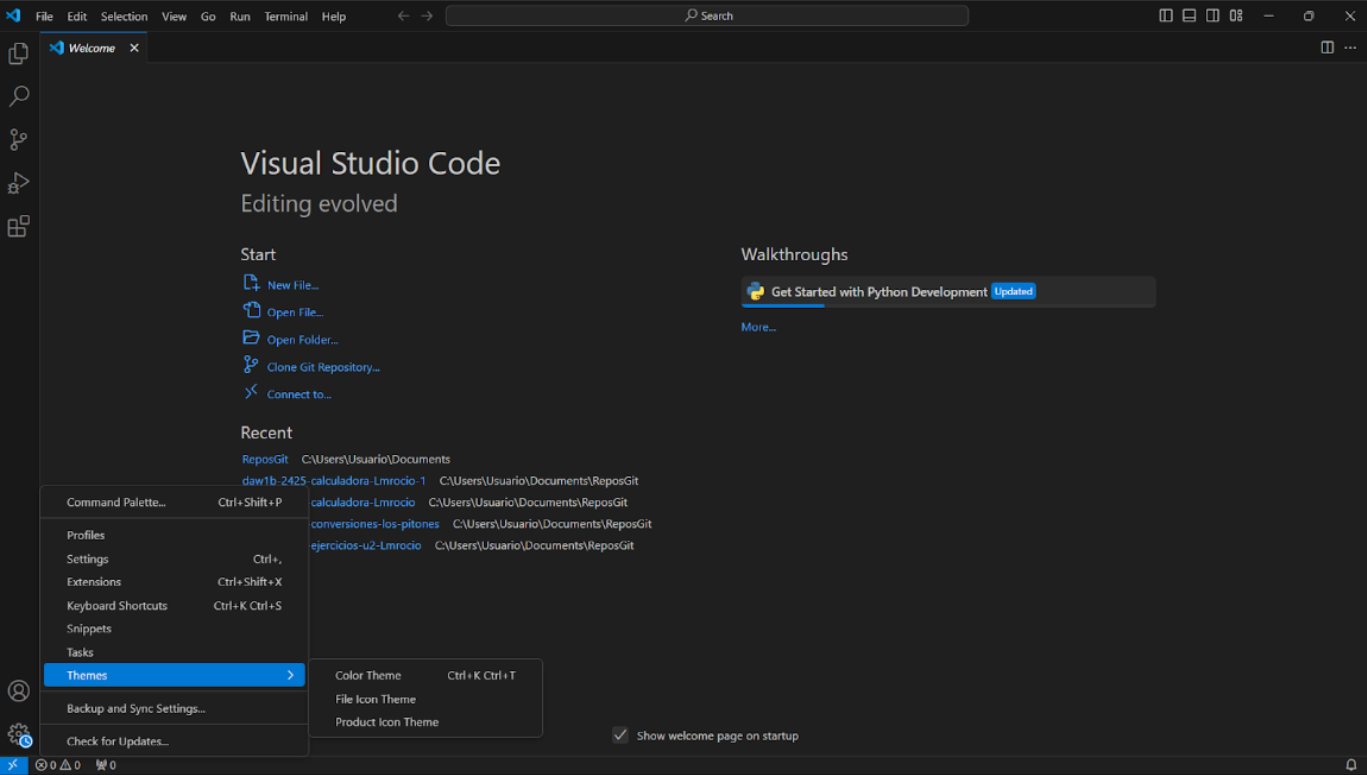 File Edit Selection View Go Run Terminal Help Search
Welcome
Visual Studio Code
Editing evolved
Start
New File...
Open File...
Open Folder...
Clone Git Repository...
Connect to...
Recent
ReposGit C:\Users\Usuario\Documents
daw1b-2425-calculadora-Lmrocio-1 C:\Users\Usuario\Documents\ReposGit
-calculadora-Lmrocio C:\Users\Usuario\Documents\ReposGit
-conversiones-los-pitones C:\Users\Usuario\Documents\ReposGit
-ejercicios-u2-Lmrocio C:\Users\Usuario\Documents\ReposGit
Walkthroughs
Get Started with Python Development Updated
More...
Command Palette... Ctrl+Shift+P
Profiles
Settings Ctrl+,
Extensions Ctrl+Shift+X
Keyboard Shortcuts Ctrl+K Ctrl+S
Snippets
Tasks
Themes
Backup and Sync Settings...
Check for Updates...
Color Theme Ctrl+K Ctrl+T
File Icon Theme
Product Icon Theme
Show welcome page on startup
0 0 0